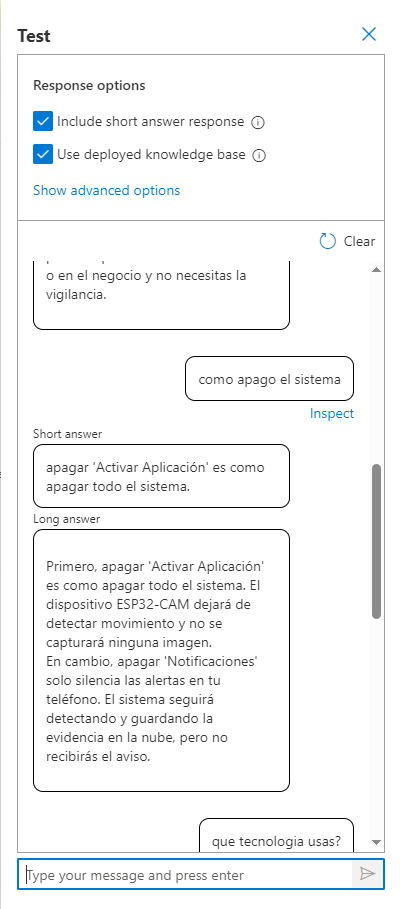 Test
Response options
Include short answer response
Use deployed knowledge base
Show advanced options
Clear
o en el negocio y no necesitas la
vigilancia.
como apago el sistema
Inspect
Short answer
apagar 'Activar Aplicación' es como
apagar todo el sistema.
Long answer
Primero, apagar 'Activar Aplicación'
es como apagar todo el sistema. El
dispositivo ESP32-CAM dejará de
detectar movimiento y no se
capturará ninguna imagen.
En cambio, apagar 'Notificaciones'
solo silencia las alertas en tu
teléfono. El sistema seguirá
detectando y guardando la
evidencia en la nube, pero no
recibirás el aviso.
que tecnologia usas?
Type your message and press enter